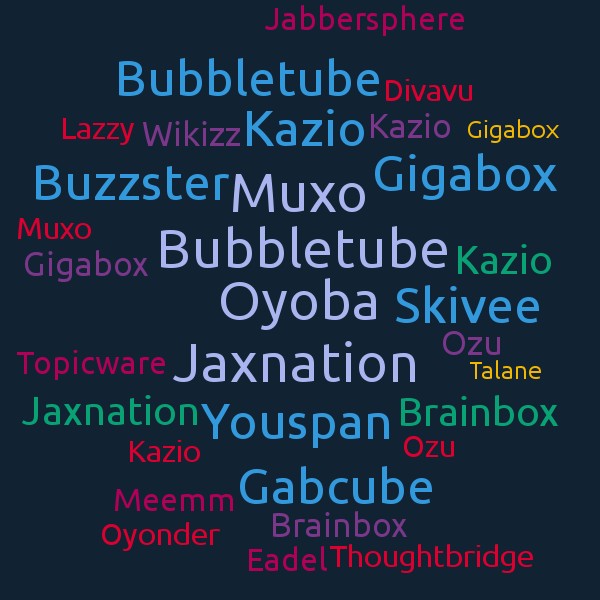 Jabbersphere
Bubbletube
Divavu
Lazzy
Wikizz
Kazio
Kazio
Gigabox
Buzzster
Muxo
Gigabox
Muxo
Gigabox
Bubbletube
Kazio
Oyoba
Skivee
Ozu
Topicware
Jaxnation
Talane
Jaxnation
Youspan
Brainbox
Kazio
Ozu
Meemm
Gabcube
Oyonder
Brainbox
Eadel
Thoughtbridge